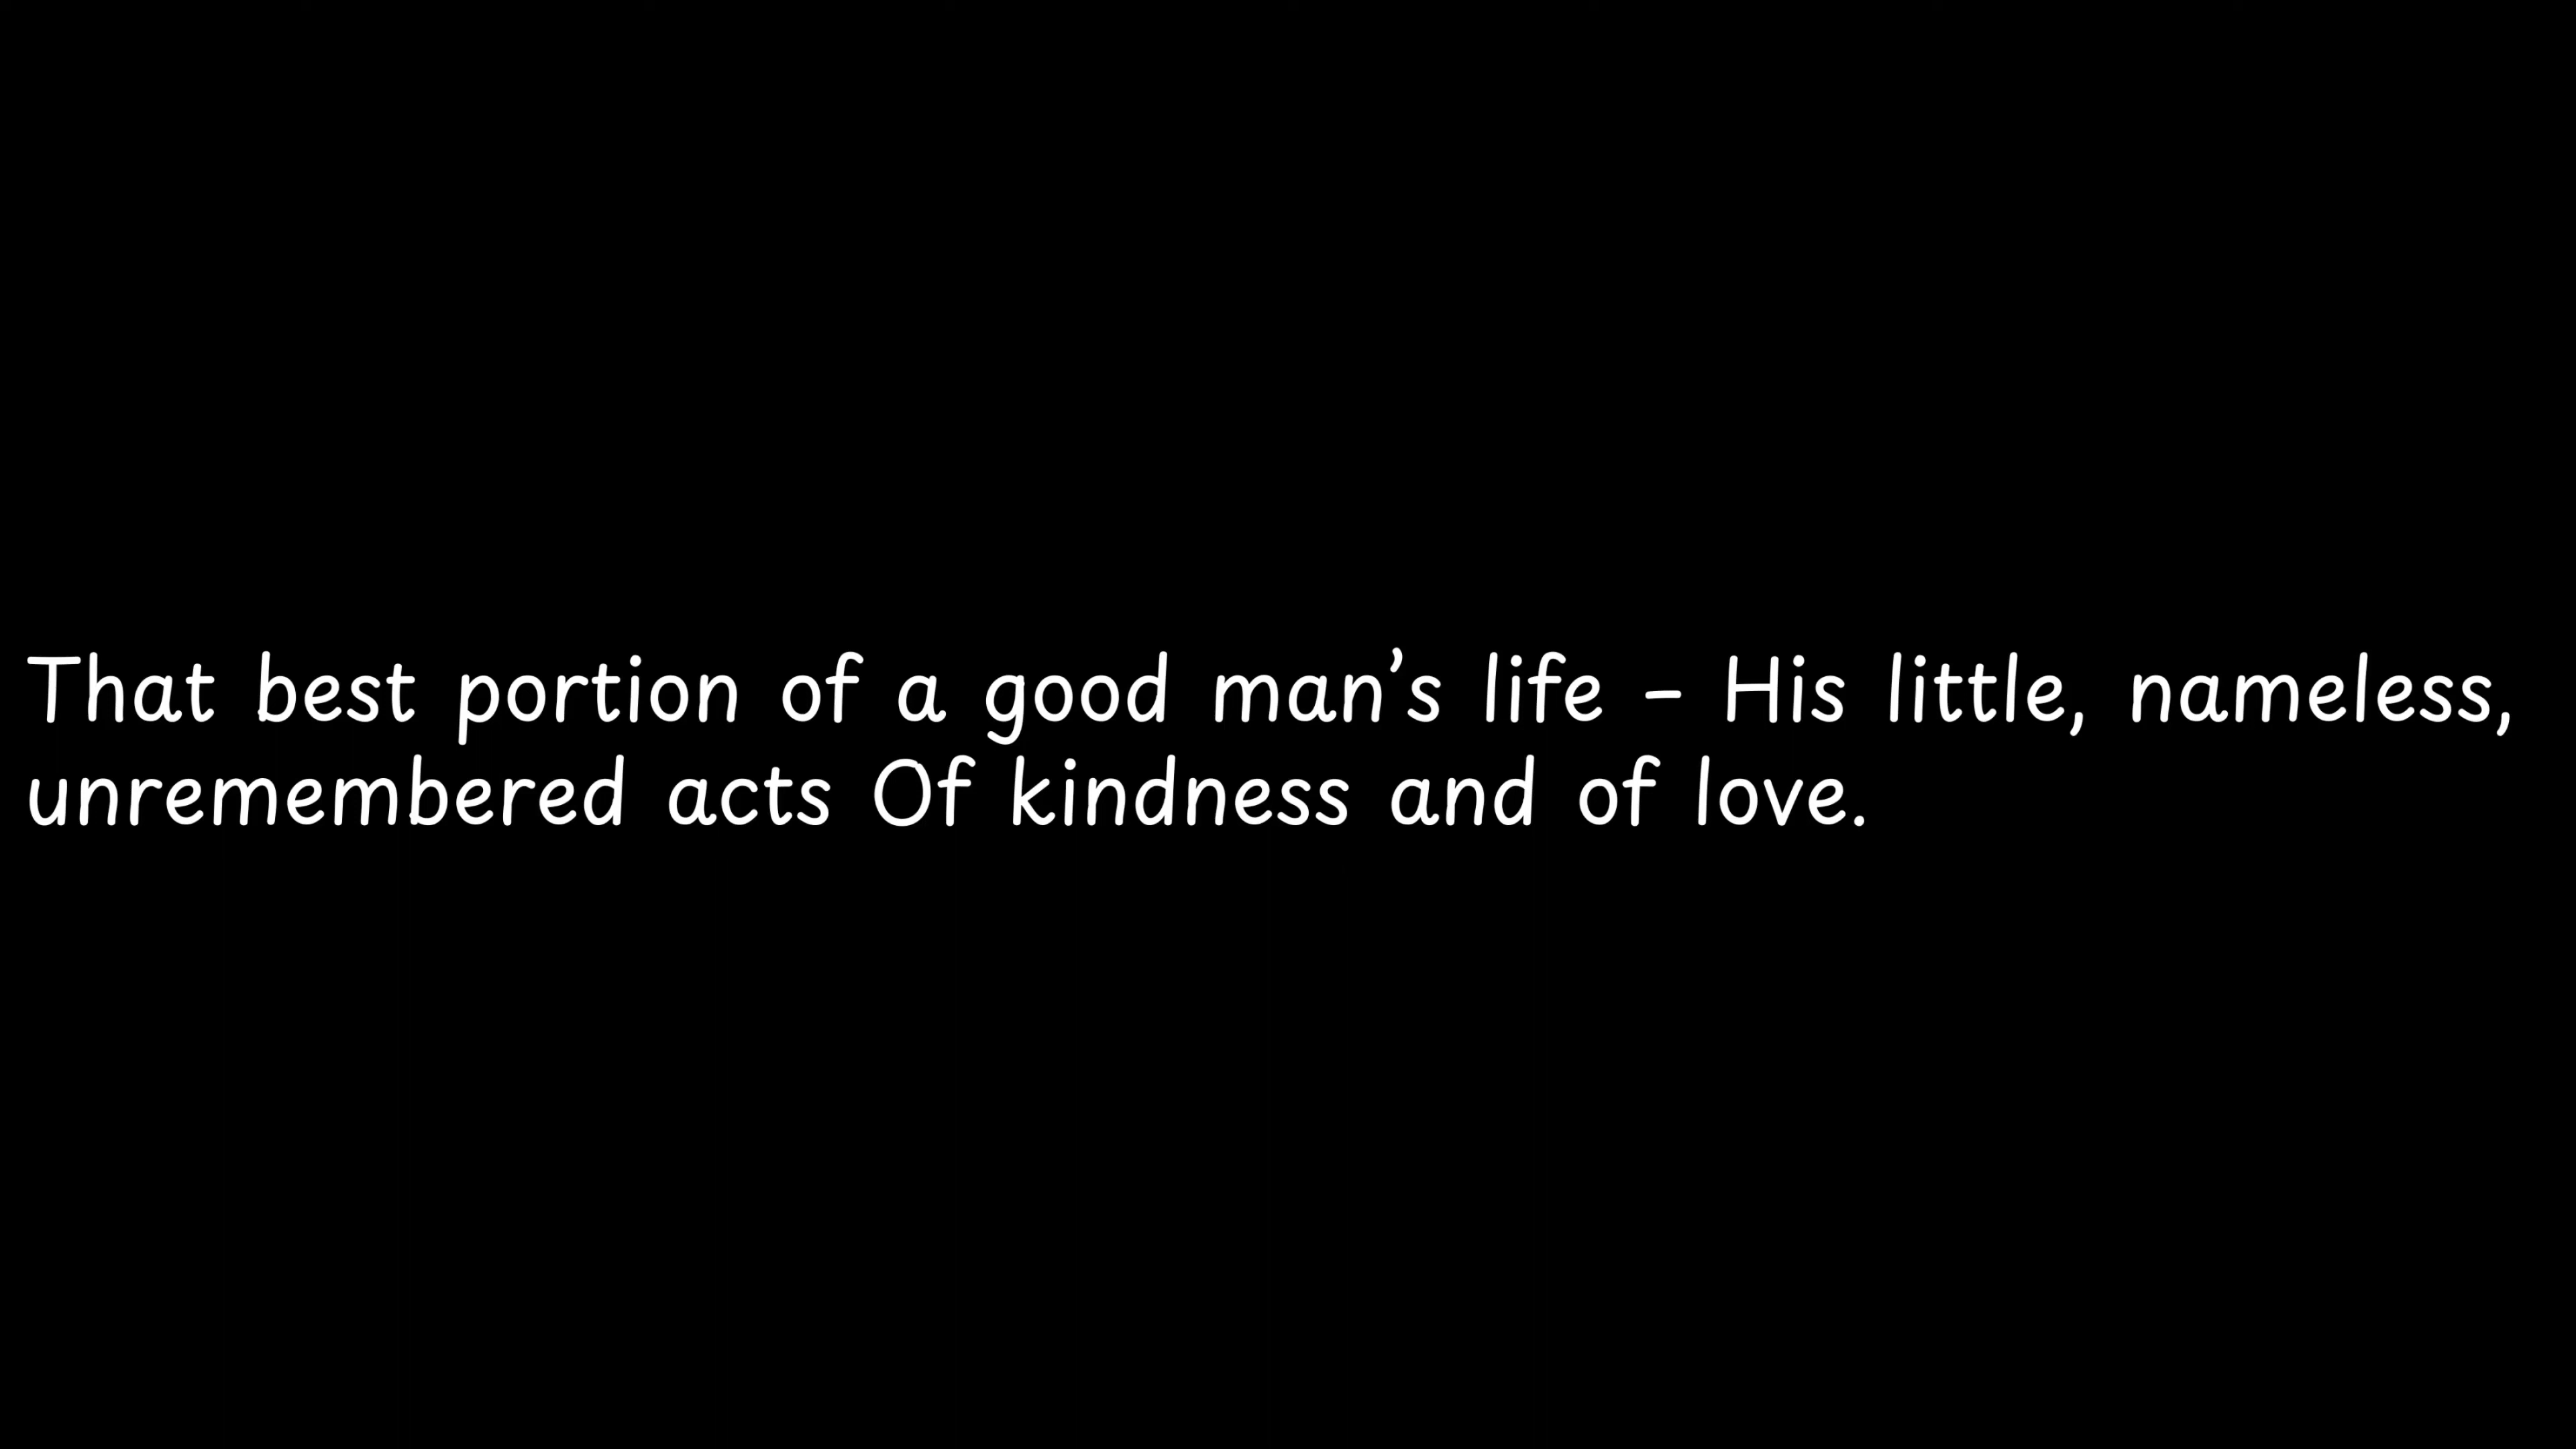 That best portion of a good man’s life - His little, nameless,
unremembered acts Of kindness and of love.